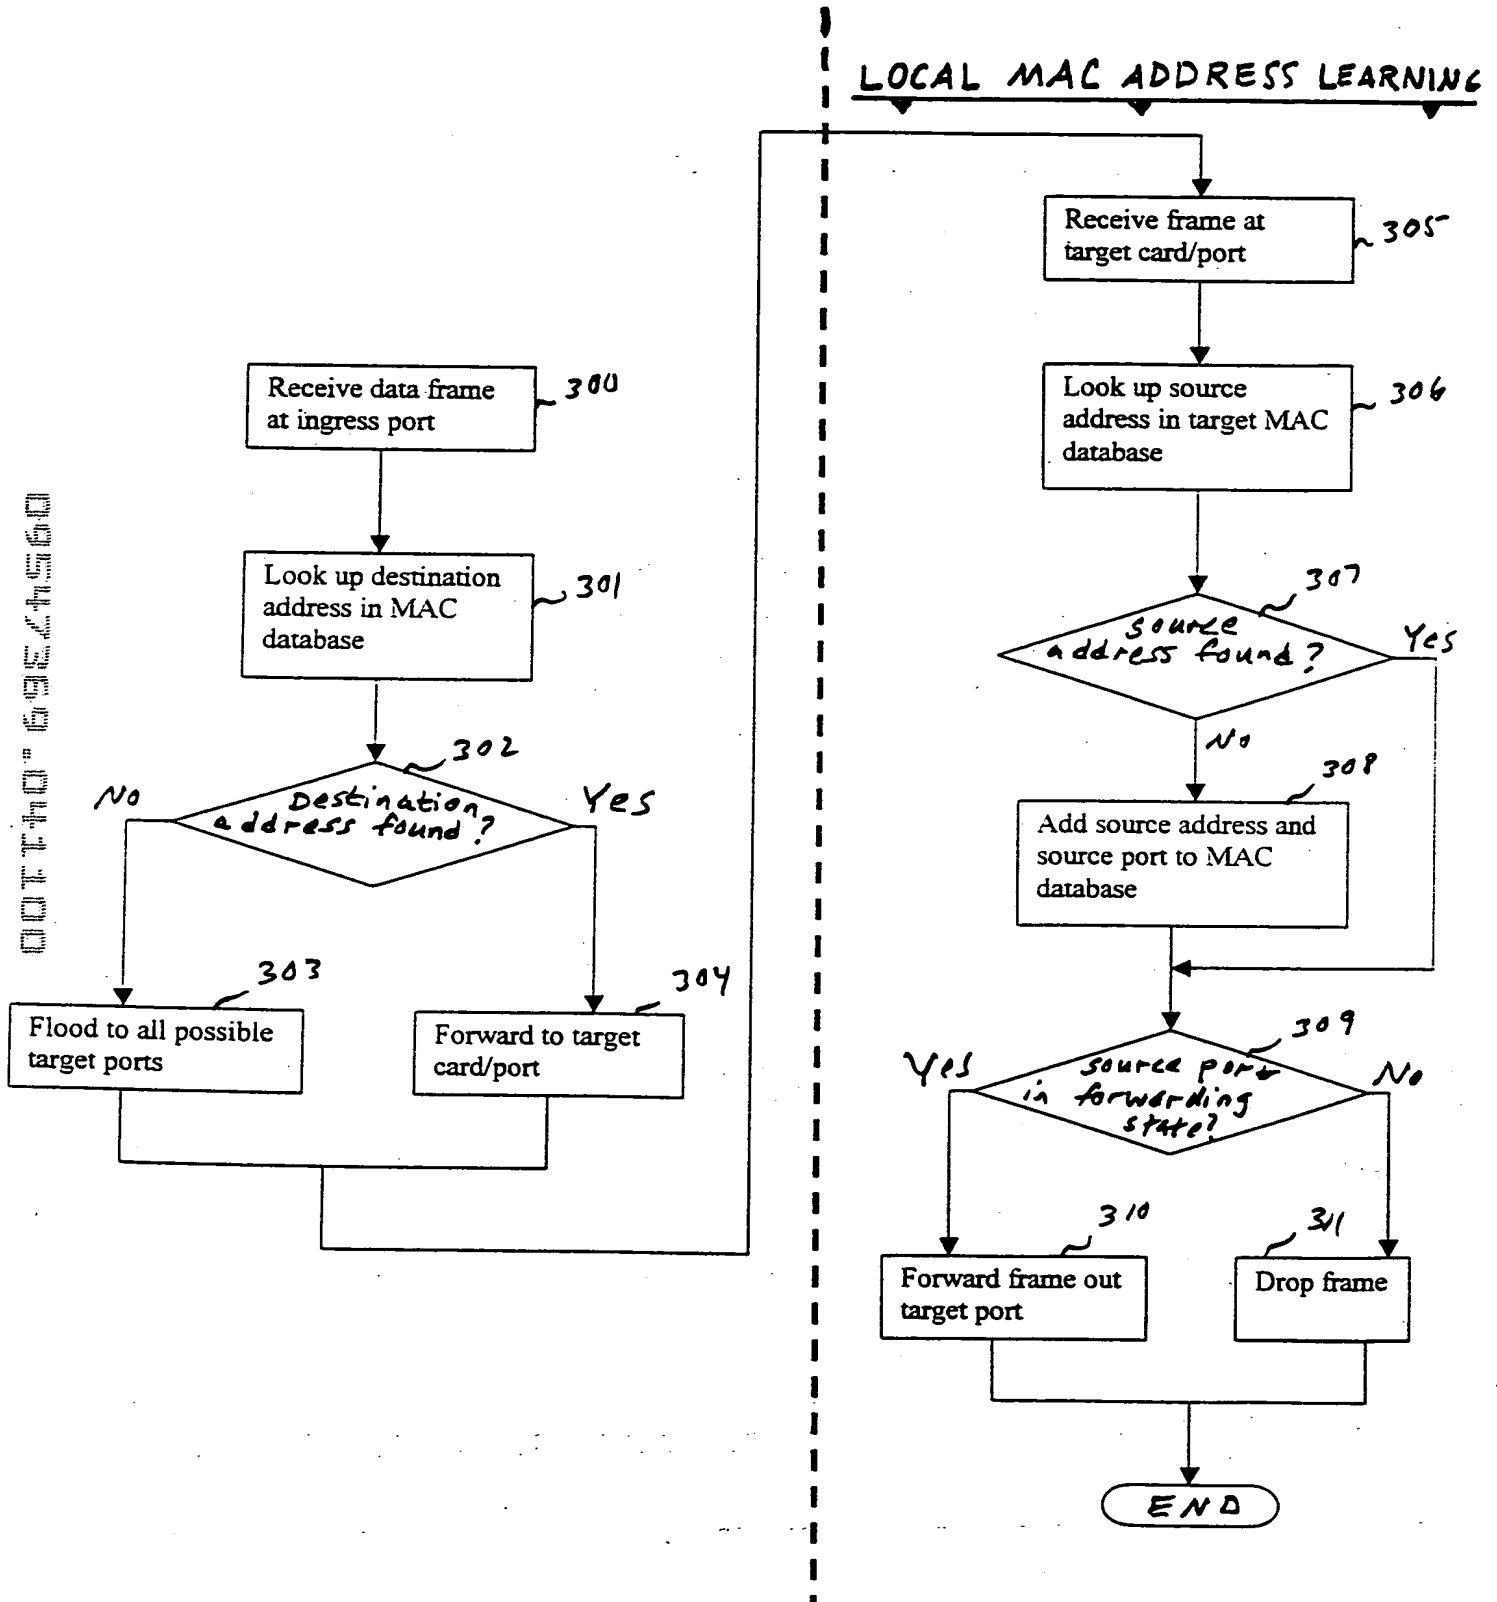 LOCAL MAC ADDRESS LEARNING
Receive data frame
at ingress port
300
Look up destination
address in MAC
database
301
302
Destination
address found?
No
Yes
303
Flood to all possible
target ports
304
Forward to target
card/port
Receive frame at
target card/port
305
Look up source
address in target MAC
database
306
307
source
address found?
Yes
No
308
Add source address and
source port to MAC
database
309
source port
in forwarding
state?
Yes
No
310
Forward frame out
target port
311
Drop frame
END
09547369.041100